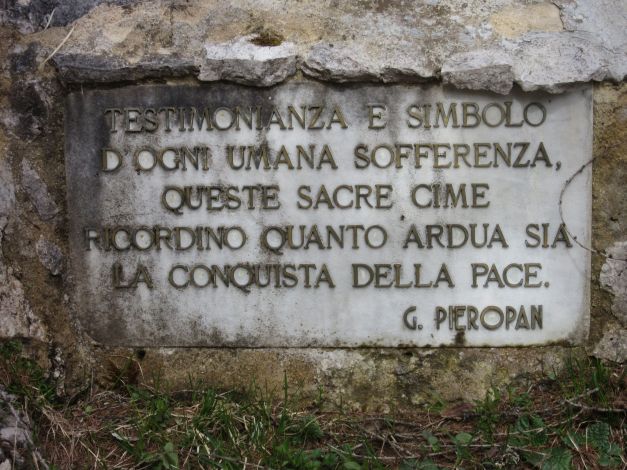 TESTIMONIANZA E SIMBOLO
D'OGNI UMANA SOFFERENZA,
QUESTE SACRE CIME
RICORDINO QUANTO ARDUA SIA
LA CONQUISTA DELLA PACE.
G. PIEROPAN